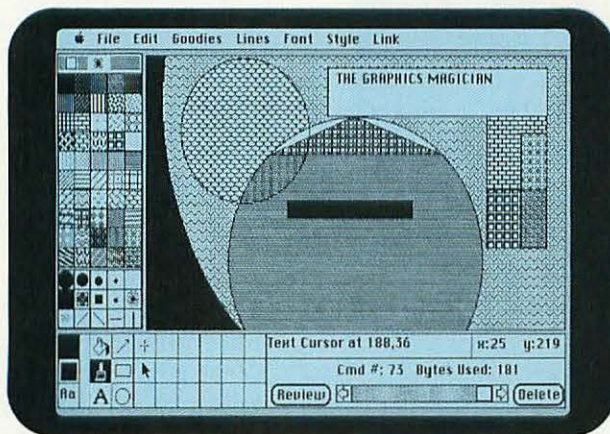 File Edit Goodies Lines Font Style Link
THE GRAPHICS MAGICIAN
Text Cursor at 188,36 x:25 y:219
Cmd #: 73 Bytes Used: 181
Aa A
Review Delete